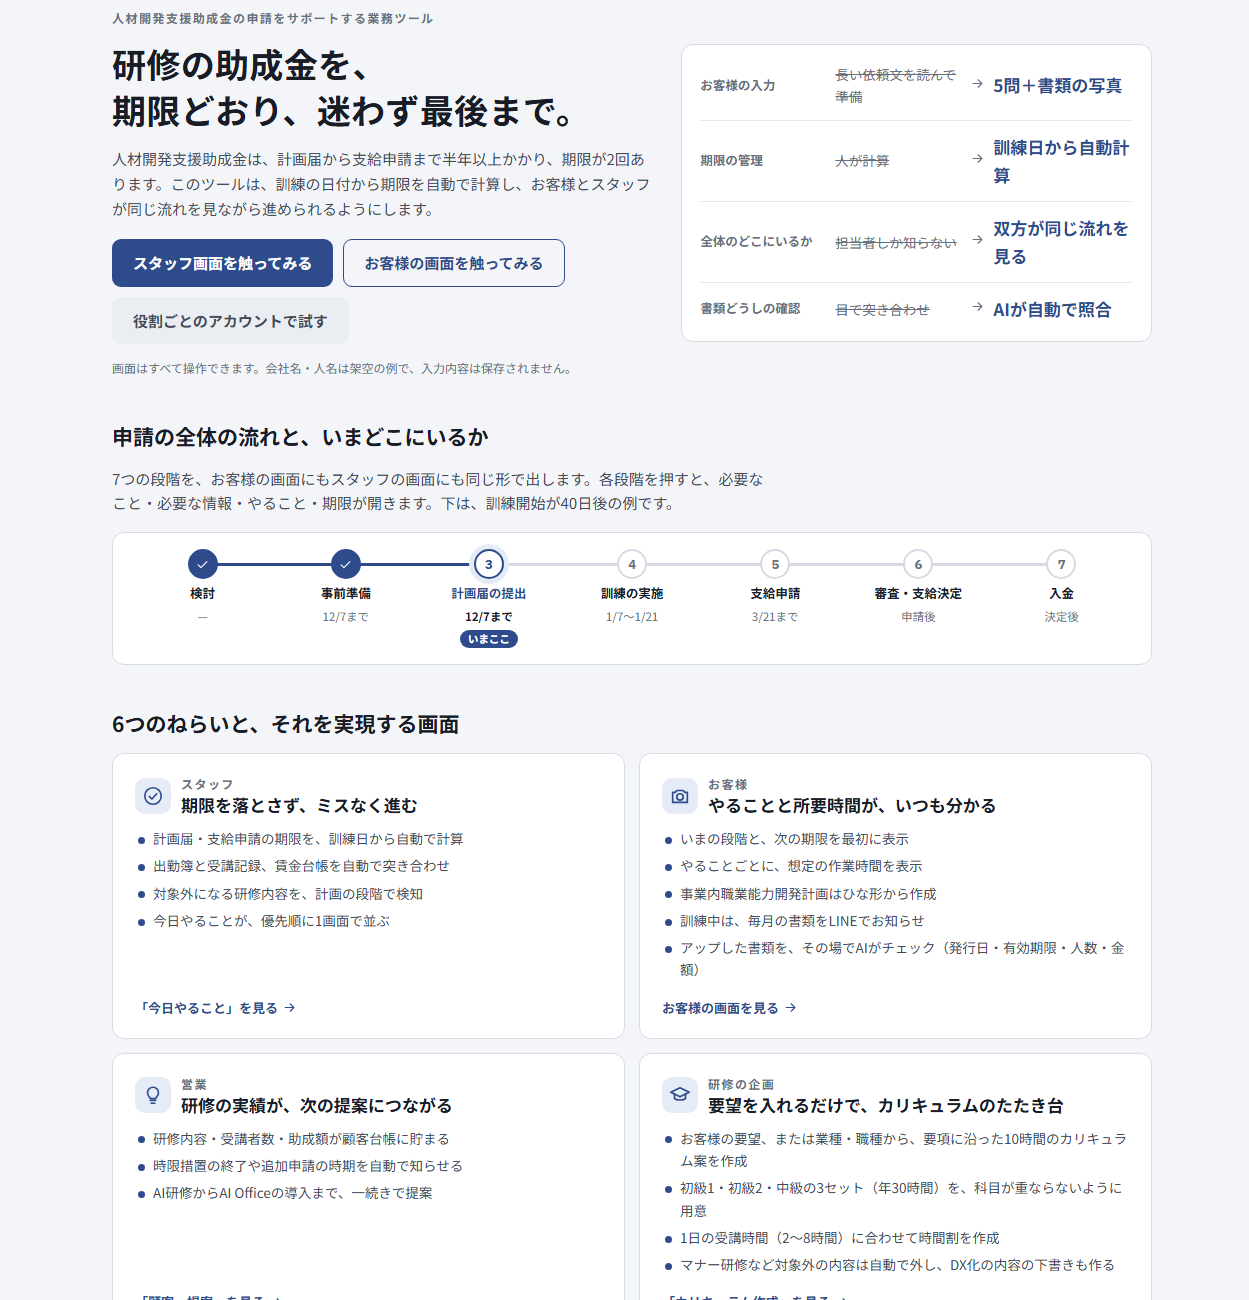 人材開発支援助成金の申請をサポートする業務ツール
研修の助成金を、
期限どおり、迷わず最後まで。
人材開発支援助成金は、計画届から支給申請まで半年以上かかり、期限が2回あ
ります。このツールは、訓練の日付から期限を自動で計算し、お客様とスタッフ
が同じ流れを見ながら進められるようにします。
スタッフ画面を触ってみる
お客様の画面を触ってみる
役割ごとのアカウントで試す
画面はすべて操作できます。会社名・人名は架空の例で、入力内容は保存されません。
お客様の入力
長い依頼文を読んで
準備
→
5問＋書類の写真
期限の管理
人が計算
→
訓練日から自動計
算
全体のどこにいるか
担当者しか知らない
→
双方が同じ流れを
見る
書類どうしの確認
目で突き合わせ
→
AIが自動で照合
申請の全体の流れと、いまどこにいるか
7つの段階を、お客様の画面にもスタッフの画面にも同じ形で出します。各段階を押すと、必要な
こと・必要な情報・やること・期限が開きます。下は、訓練開始が40日後の例です。
検討
—
事前準備
12/7まで
3
計画届の提出
12/7まで
いまここ
4
訓練の実施
1/7〜1/21
5
支給申請
3/21まで
6
審査・支給決定
申請後
7
入金
決定後
6つのねらいと、それを実現する画面
スタッフ
期限を落とさず、ミスなく進む
計画届・支給申請の期限を、訓練日から自動で計算
出勤簿と受講記録、賃金台帳を自動で突き合わせ
対象外になる研修内容を、計画の段階で検知
今日やることが、優先順に1画面で並ぶ
「今日やること」を見る →
お客様
やることと所要時間が、いつも分かる
いまの段階と、次の期限を最初に表示
やることごとに、想定の作業時間を表示
事業内職業能力開発計画はひな形から作成
訓練中は、毎月の書類をLINEでお知らせ
アップした書類を、その場でAIがチェック（発行日・有効期限・人数・金
額）
お客様の画面を見る →
営業
研修の実績が、次の提案につながる
研修内容・受講者数・助成額が顧客台帳に貯まる
時限措置の終了や追加申請の時期を自動で知らせる
AI研修からAI Officeの導入まで、一続きで提案
研修の企画
要望を入れるだけで、カリキュラムのたたき台
お客様の要望、または業種・職種から、要項に沿った10時間のカリキュラ
ム案を作成
初級1・初級2・中級の3セット（年30時間）を、科目が重ならないように
用意
1日の受講時間（2〜8時間）に合わせて時間割を作成
マナー研修など対象外の内容は自動で外し、DX化の内容の下書きも作る